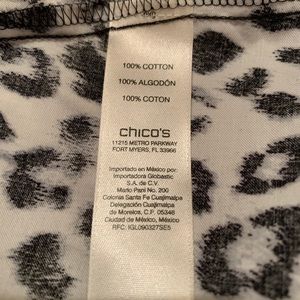 100% COTTON
100% ALGODÓN
100% COTON
chico's
11215 METRO PARKWAY
FORT MYERS, FL 33966
Importado en México por:
Importadora Globastic
S.A. de C.V.
Mario Pani No. 200
Colonia Santa Fe Cuajimalpa
Delegación Cuajimalpa
de Morelos, C.P. 05348
Ciudad de México, México
RFC: IGL090327SE5